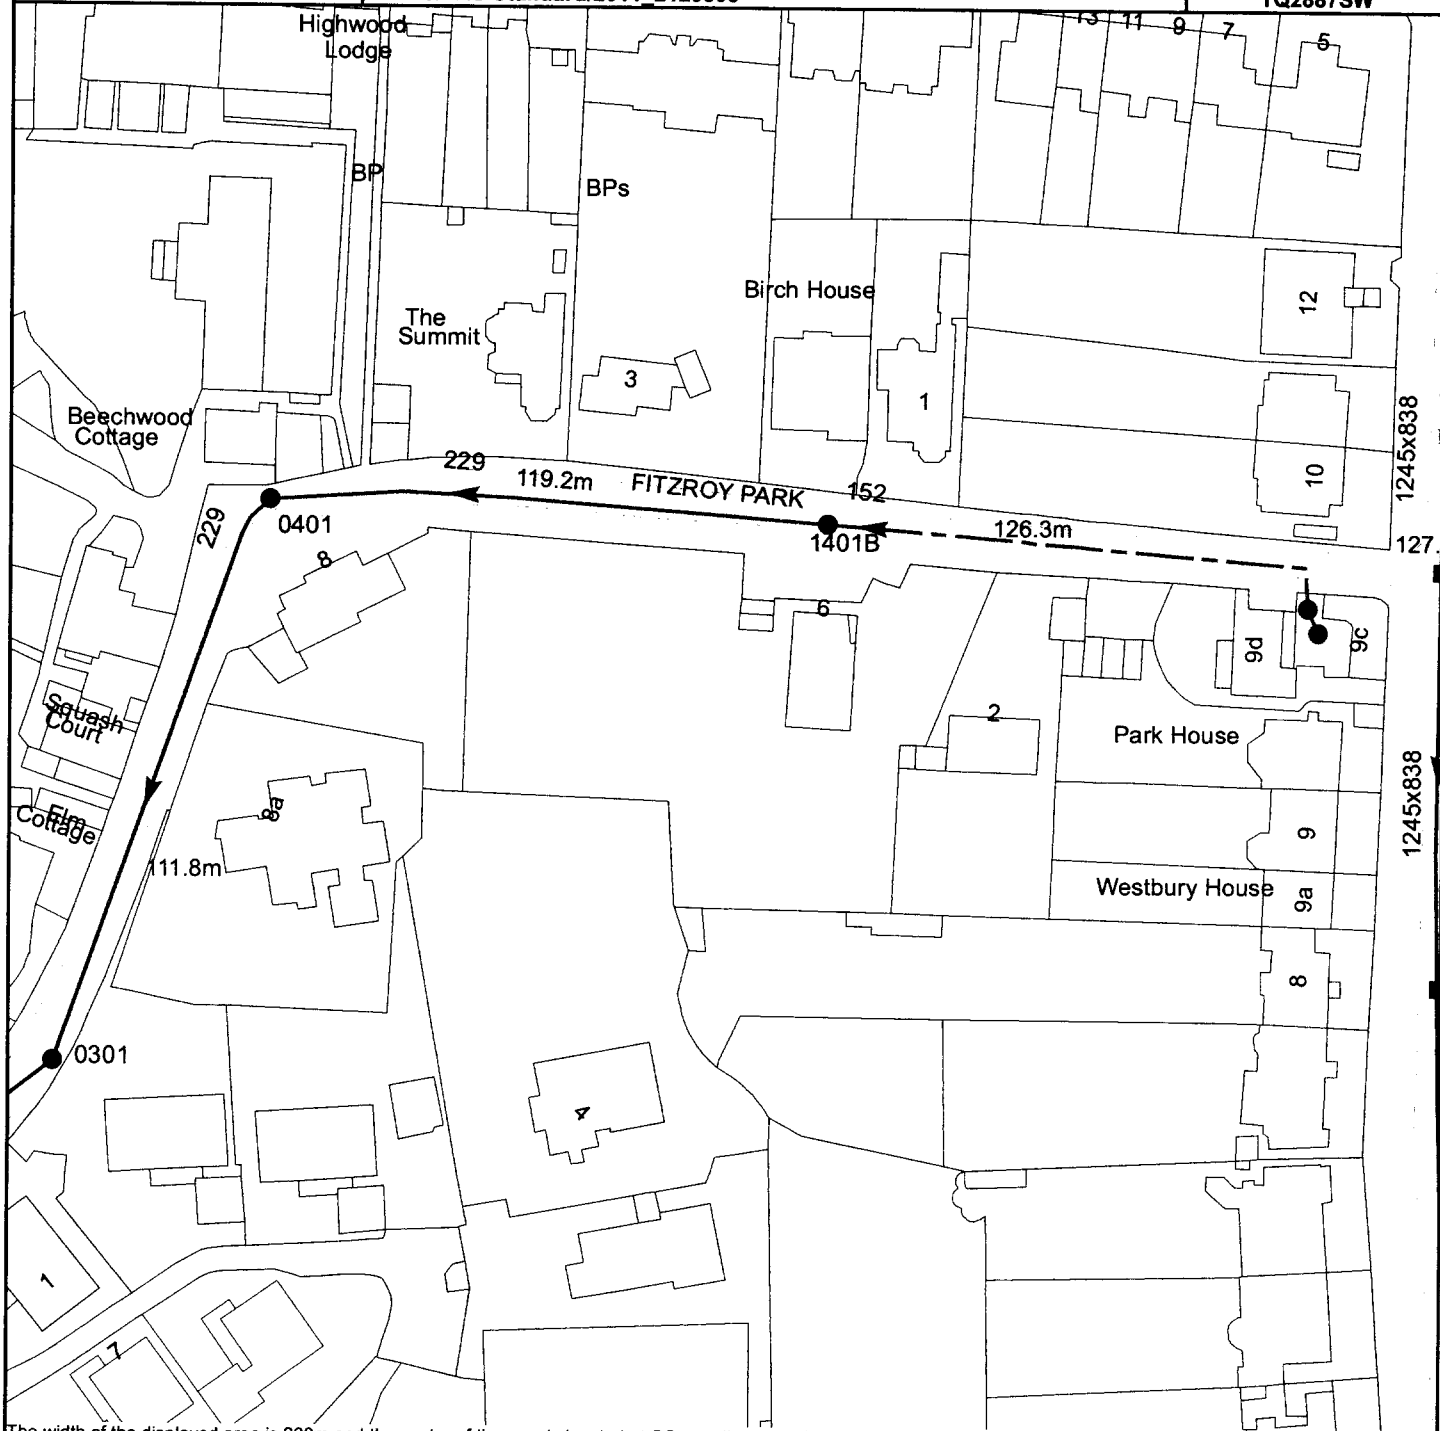 TQ2887SW
Highwood
Lodge
13 11 9 7 5
BP
BPs
Birch House
12
The
Summit
3
1
Beechwood
Cottage
1245x838
10
229
119.2m
FITZROY PARK
152
126.3m
229
0401
1401B
127.
8
6
9d
9c
Squash
Court
2
Park House
1245x838
8a
Elm
Cottage
9
111.8m
Westbury House
9a
8
0301
4
1
7